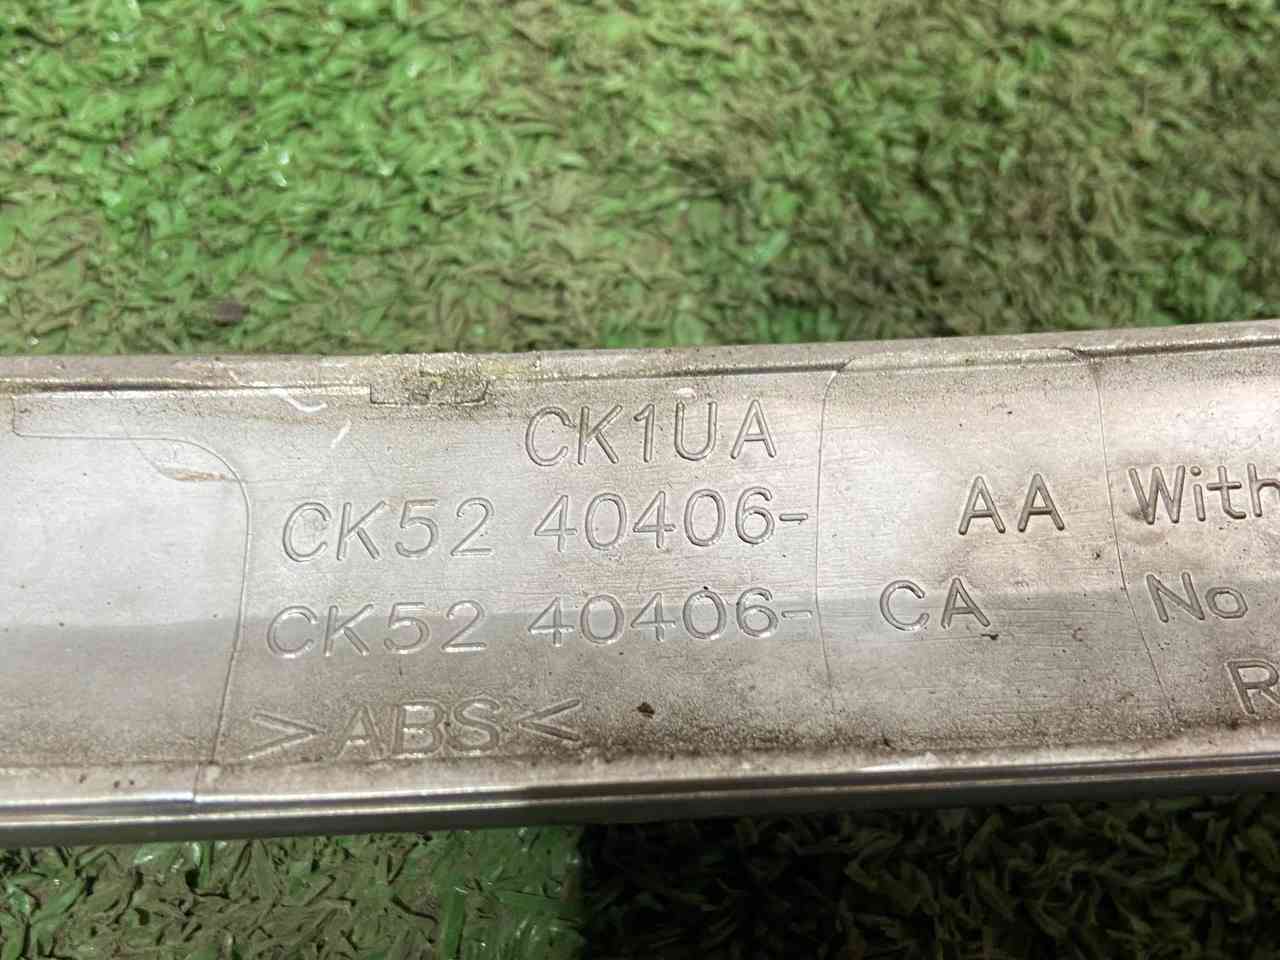 CK1UA
CK52 40406- AA With
CK52 40406- CA No
R
>ABS<